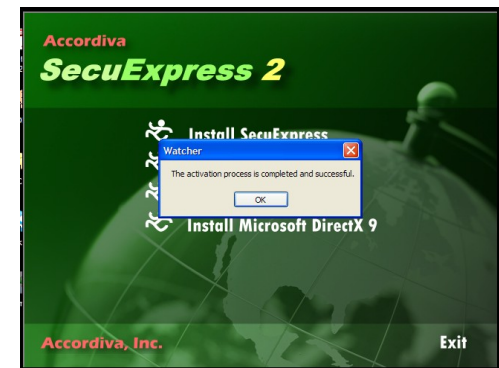 Accordiva
SecuExpress 2
Install SecuExpress
Watcher
The activation process is completed and successful.
OK
Install Microsoft DirectX 9
Accordiva, Inc.
Exit